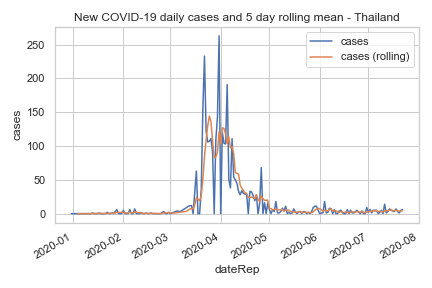 New COVID-19 daily cases and 5 day rolling mean - Thailand
cases
cases (rolling)
250
200
150
100
50
0
cases
2020-01
2020-02
2020-03
2020-04
2020-05
2020-06
2020-07
2020-08
dateRep